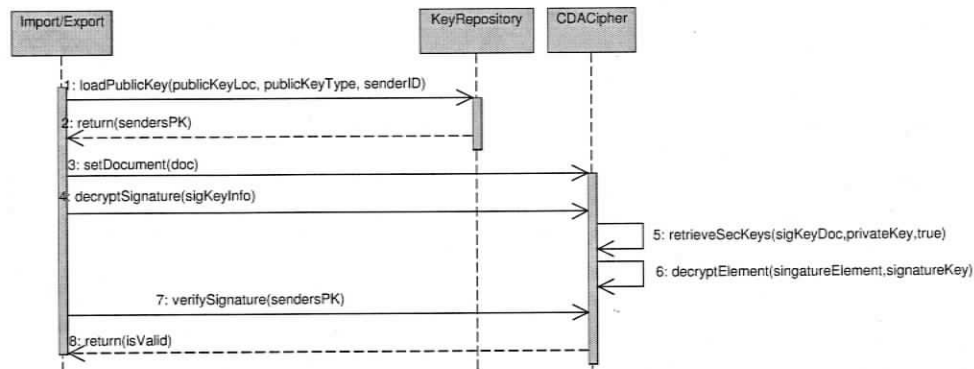 Import/Export
KeyRepository
CDACipher
1: loadPublicKey(publicKeyLoc, publicKeyType, senderID)
2: return(sendersPK)
3: setDocument(doc)
4: decryptSignature(sigKeyInfo)
5: retrieveSecKeys(sigKeyDoc,privateKey,true)
6: decryptElement(singatureElement,signatureKey)
7: verifySignature(sendersPK)
8: return(isValid)